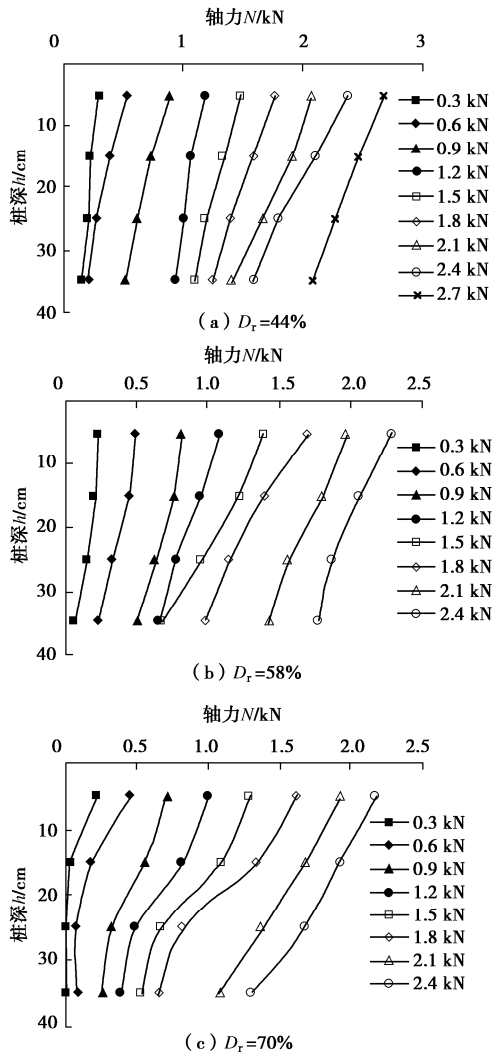 轴力N/kN
0 1 2 3
10
20
30
40
桩深h/cm
0.3 kN
0.6 kN
0.9 kN
1.2 kN
1.5 kN
1.8 kN
2.1 kN
2.4 kN
2.7 kN
(a) Dr=44%
轴力N/kN
0 0.5 1.0 1.5 2.0 2.5
10
20
30
40
桩深h/cm
0.3 kN
0.6 kN
0.9 kN
1.2 kN
1.5 kN
1.8 kN
2.1 kN
2.4 kN
(b) Dr=58%
轴力N/kN
0 0.5 1.0 1.5 2.0 2.5
10
20
30
40
桩深h/cm
0.3 kN
0.6 kN
0.9 kN
1.2 kN
1.5 kN
1.8 kN
2.1 kN
2.4 kN
(c) Dr=70%